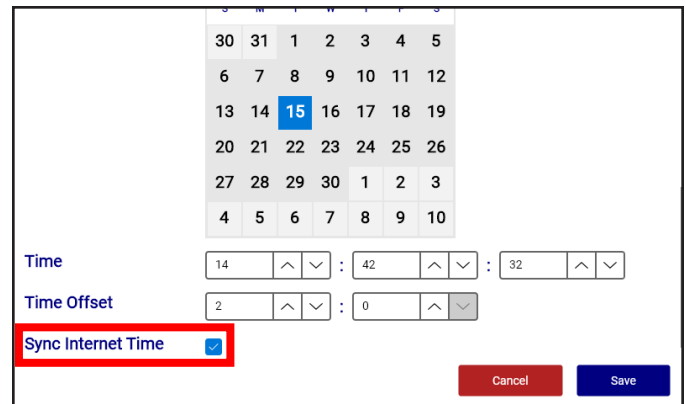 S M T W T F S
30 31 1 2 3 4 5
6 7 8 9 10 11 12
13 14 15 16 17 18 19
20 21 22 23 24 25 26
27 28 29 30 1 2 3
4 5 6 7 8 9 10
Time 14 : 42 : 32
Time Offset 2 : 0
Sync Internet Time
Cancel Save